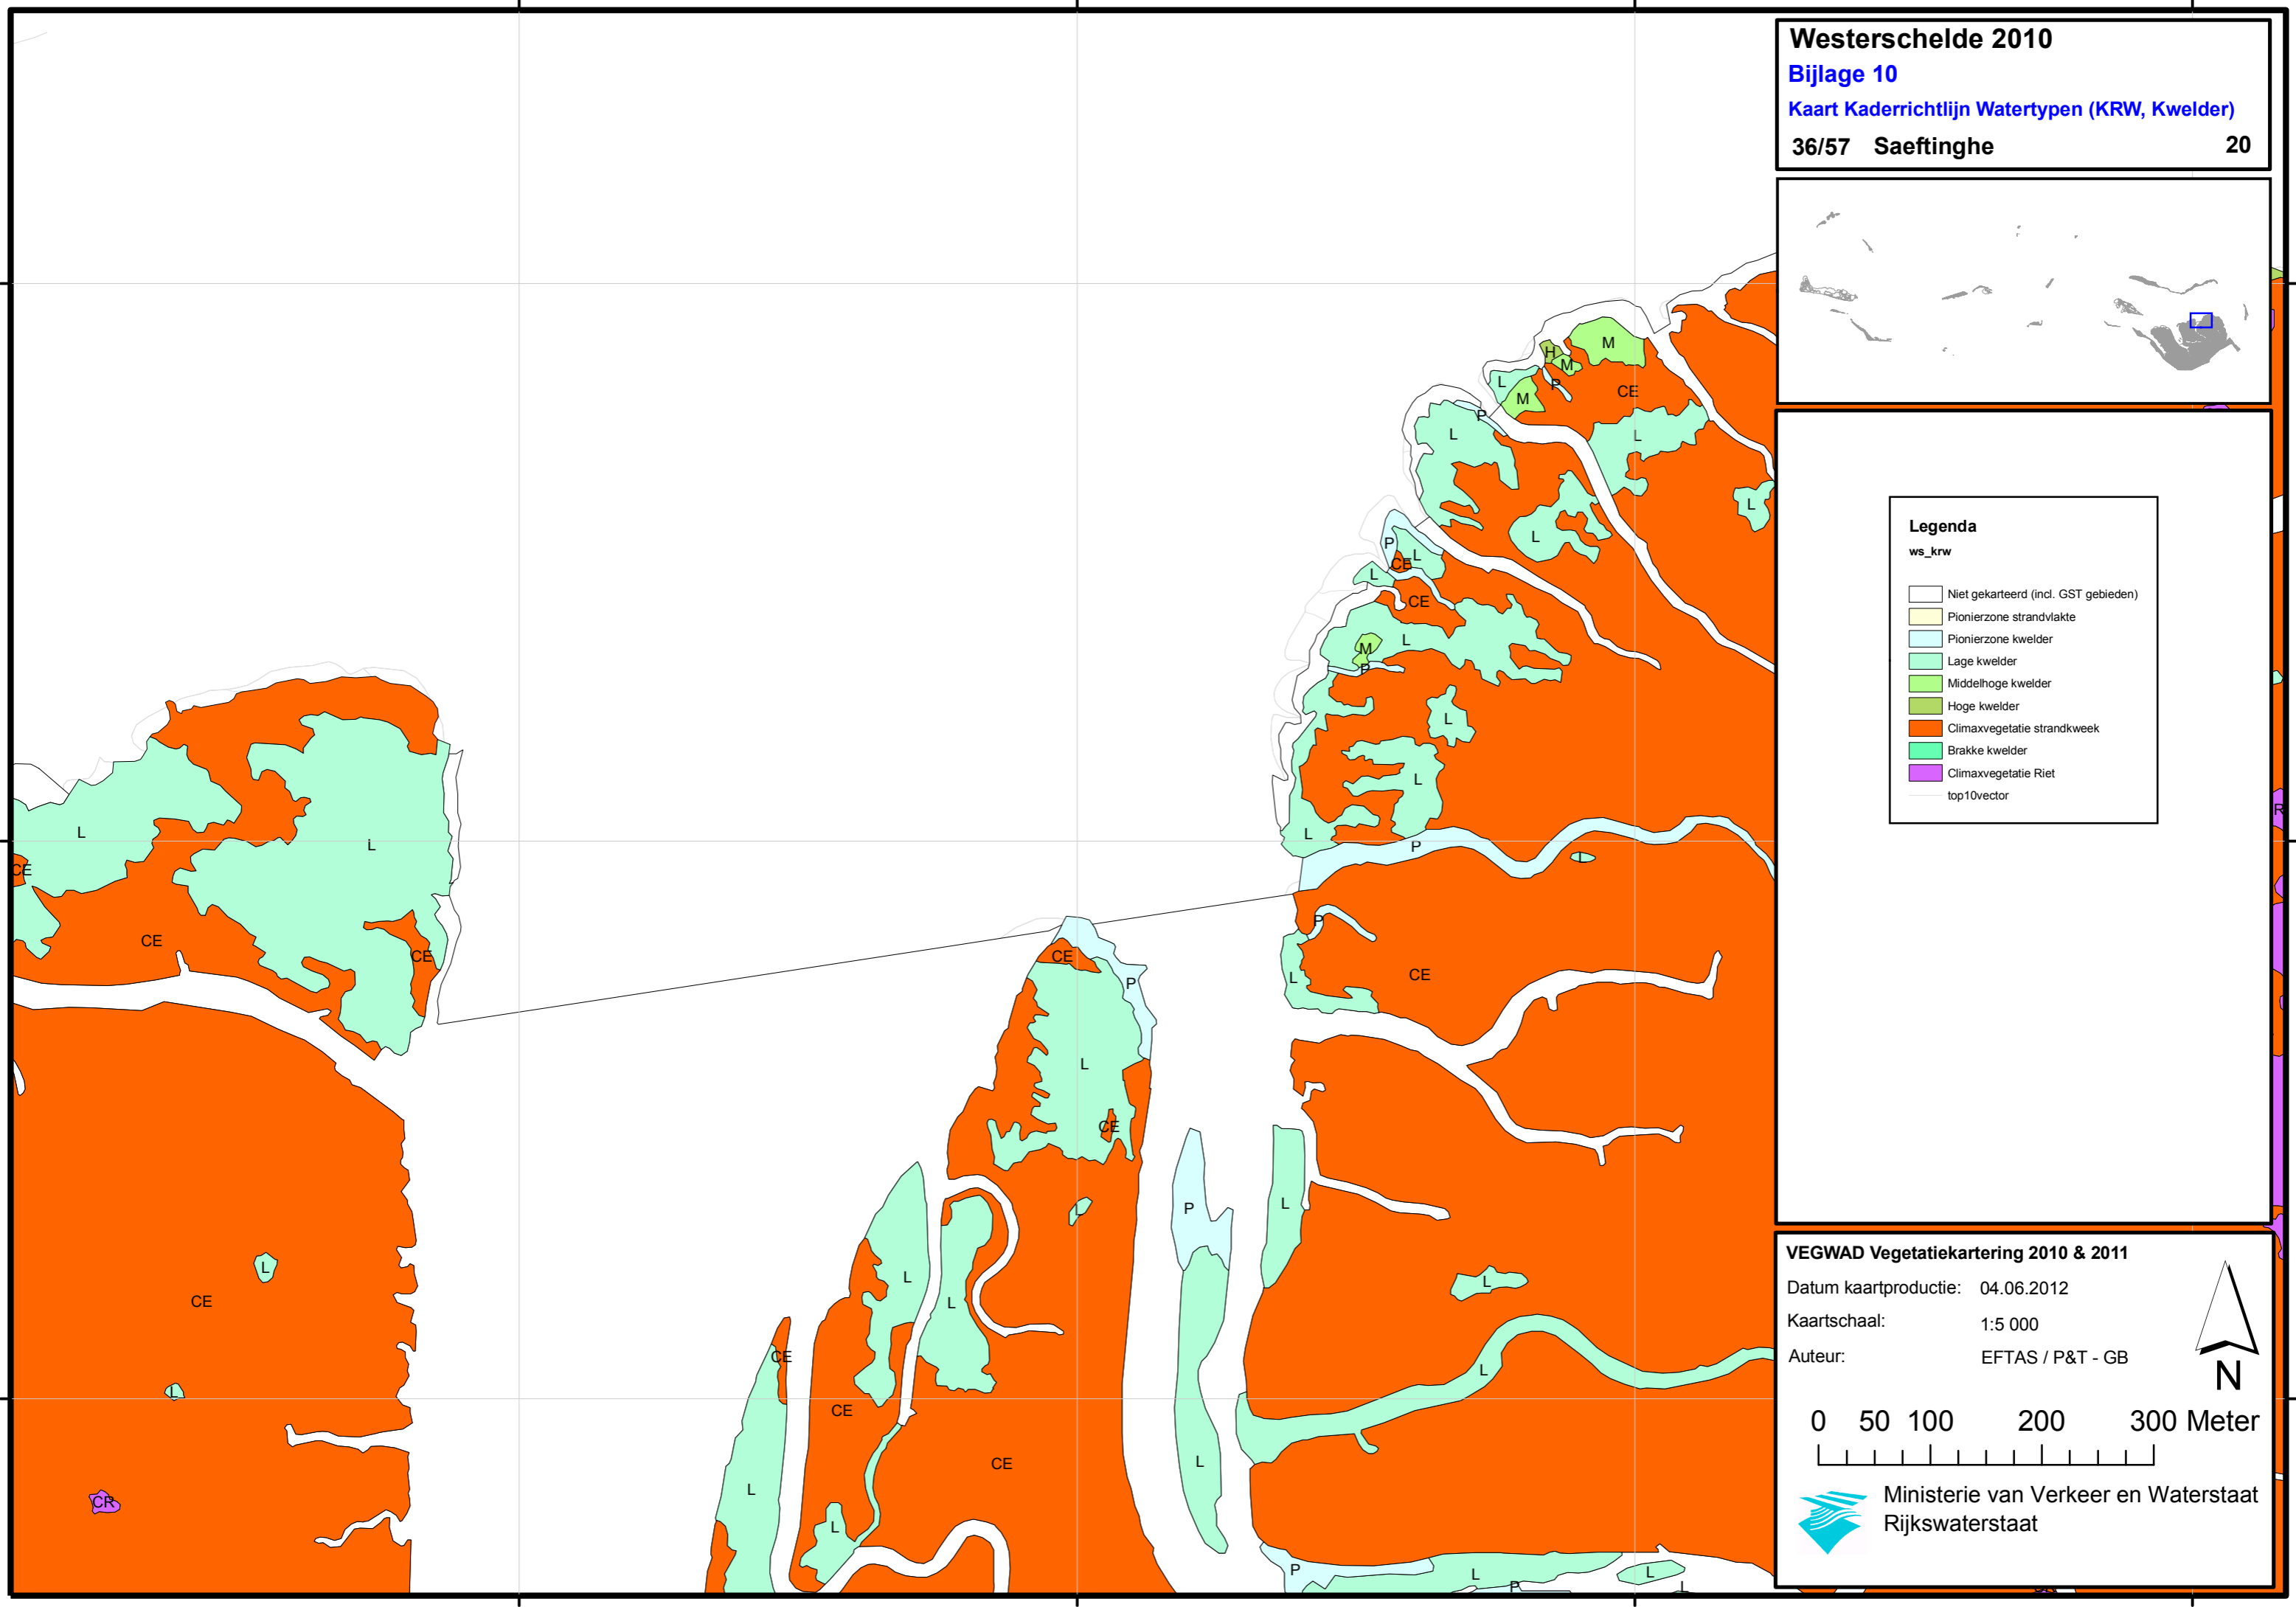 Westerschelde 2010
Bijlage 10
Kaart Kaderrichtlijn Watertypen (KRW, Kwelder)
36/57 Saeftinghe 20
M
H
M
L
P
CE
M
P
L
L
L
L
P
L
CE
L
CE
L
M
P
L
L
L
P
L
L
L
CE
P
CE
CE
CE
L
CE
P
L
CE
L
CE
P
L
L
L
CE
L
L
L
CE
L
L
CE
CE
L
L
CR
L
P
L
L
P
L
R
Legenda
ws_krw
Niet gekarteerd (incl. GST gebieden)
Pionierzone strandvlakte
Pionierzone kwelder
Lage kwelder
Middelhoge kwelder
Hoge kwelder
Climaxvegetatie strandkweek
Brakke kwelder
Climaxvegetatie Riet
top10vector
VEGWAD Vegetatiekartering 2010 & 2011
Datum kaartproductie: 04.06.2012
Kaartschaal: 1:5 000
Auteur: EFTAS / P&T - GB
N
0 50 100 200 300 Meter
Ministerie van Verkeer en Waterstaat
Rijkswaterstaat